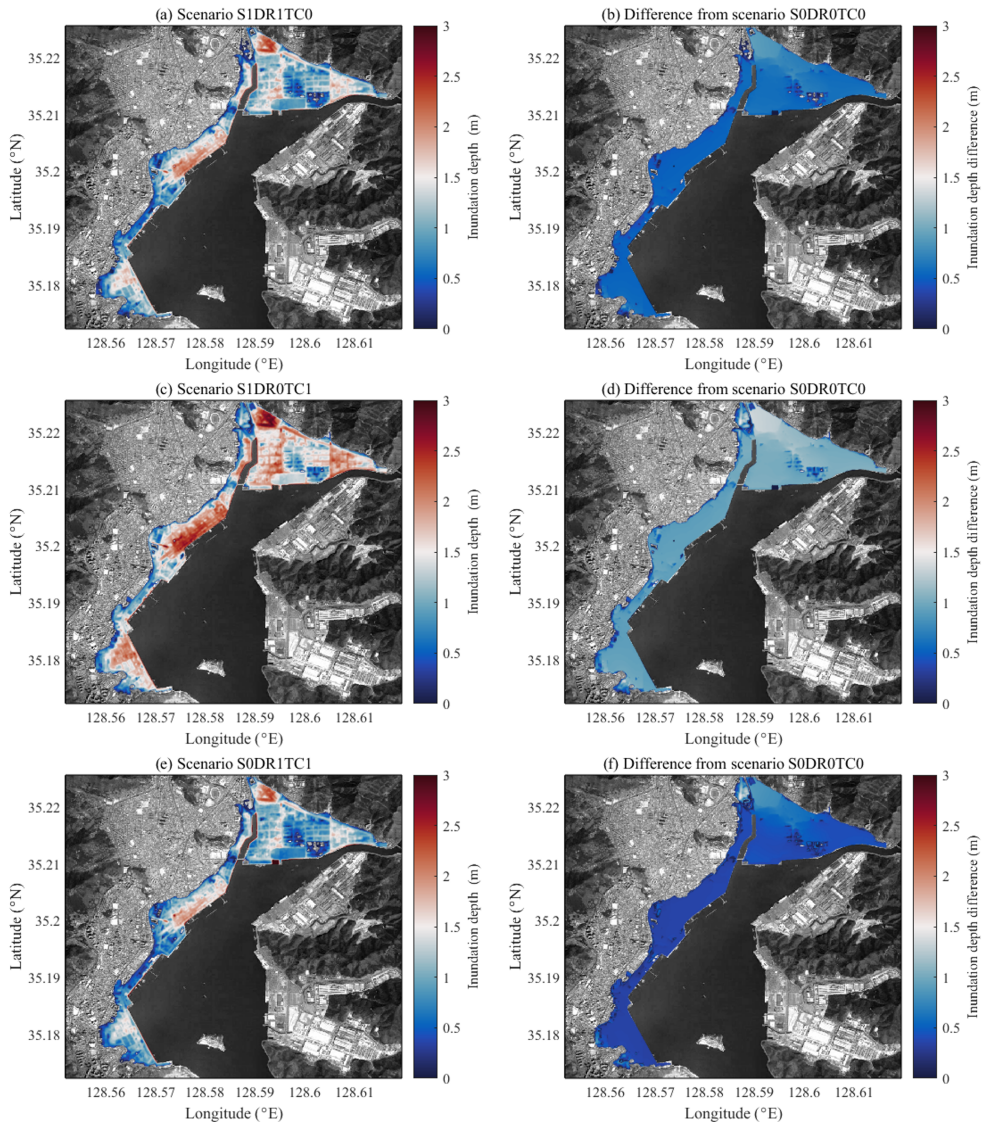 (a) Scenario S1DR1TC0
35.22
35.21
35.2
35.19
35.18
Latitude (°N)
128.56 128.57 128.58 128.59 128.6 128.61
Longitude (°E)
3
2.5
2
1.5
1
0.5
0
Inundation depth (m)
(b) Difference from scenario S0DR0TC0
35.22
35.21
35.2
35.19
35.18
Latitude (°N)
128.56 128.57 128.58 128.59 128.6 128.61
Longitude (°E)
3
2.5
2
1.5
1
0.5
0
Inundation depth difference (m)
(c) Scenario S1DR0TC1
35.22
35.21
35.2
35.19
35.18
Latitude (°N)
128.56 128.57 128.58 128.59 128.6 128.61
Longitude (°E)
3
2.5
2
1.5
1
0.5
0
Inundation depth (m)
(d) Difference from scenario S0DR0TC0
35.22
35.21
35.2
35.19
35.18
Latitude (°N)
128.56 128.57 128.58 128.59 128.6 128.61
Longitude (°E)
3
2.5
2
1.5
1
0.5
0
Inundation depth difference (m)
(e) Scenario S0DR1TC1
35.22
35.21
35.2
35.19
35.18
Latitude (°N)
128.56 128.57 128.58 128.59 128.6 128.61
Longitude (°E)
3
2.5
2
1.5
1
0.5
0
Inundation depth (m)
(f) Difference from scenario S0DR0TC0
35.22
35.21
35.2
35.19
35.18
Latitude (°N)
128.56 128.57 128.58 128.59 128.6 128.61
Longitude (°E)
3
2.5
2
1.5
1
0.5
0
Inundation depth difference (m)